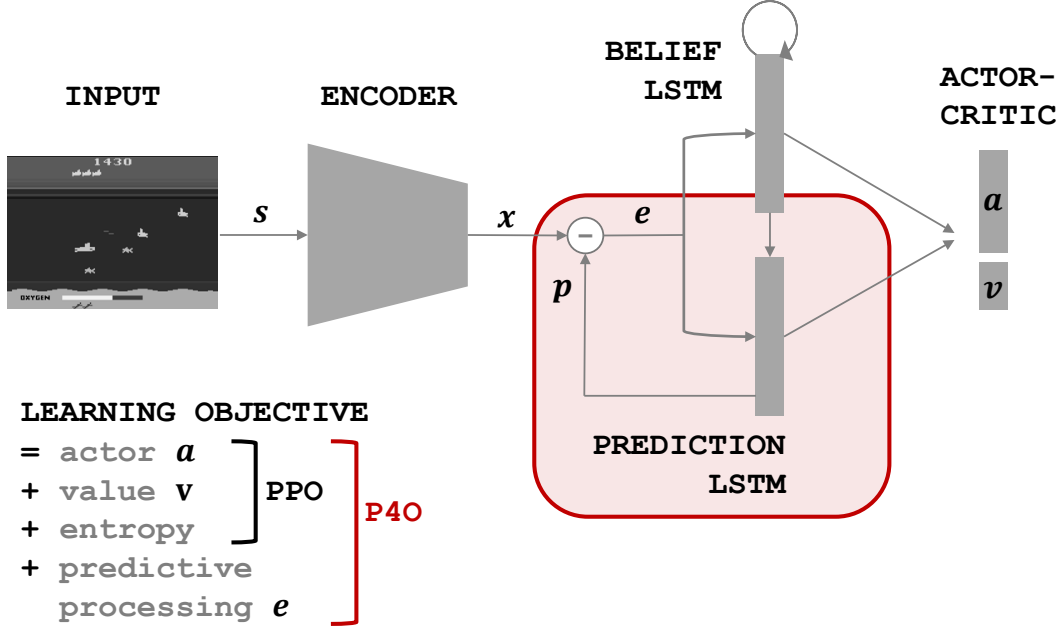 INPUT
ENCODER
BELIEF
LSTM
ACTOR-
CRITIC
1430
OXYGEN
s
x
e
p
−
a
v
PREDICTION
LSTM
LEARNING OBJECTIVE
= actor a
+ value v
+ entropy
+ predictive
processing e
PPO
P4O